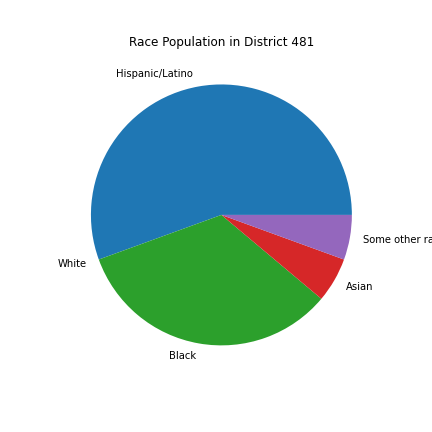 Race Population in District 481
Hispanic/Latino
White
Some other ra
Asian
Black